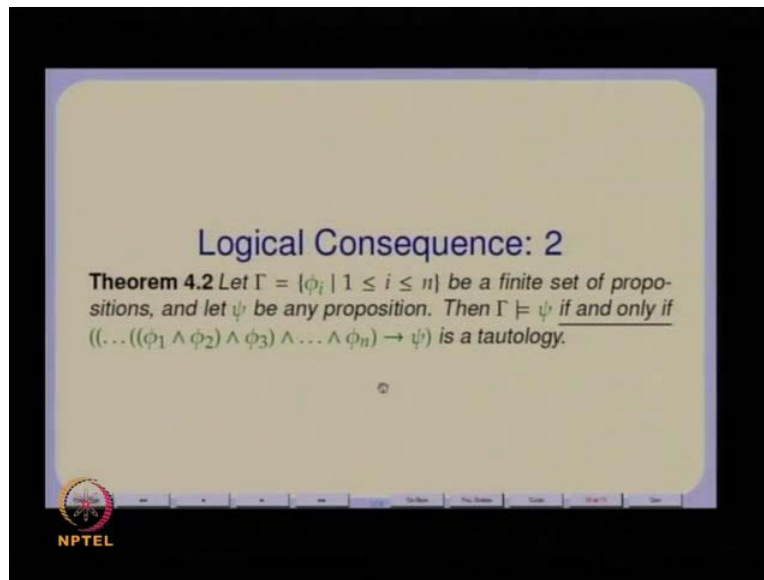 Logical Consequence: 2
Theorem 4.2 Let Γ = {ϕᵢ | 1 ≤ i ≤ n} be a finite set of propo-
sitions, and let ψ be any proposition. Then Γ ⊨ ψ if and only if
((…((ϕ₁ ∧ ϕ₂) ∧ ϕ₃) ∧ … ∧ ϕₙ) → ψ) is a tautology.
NPTEL